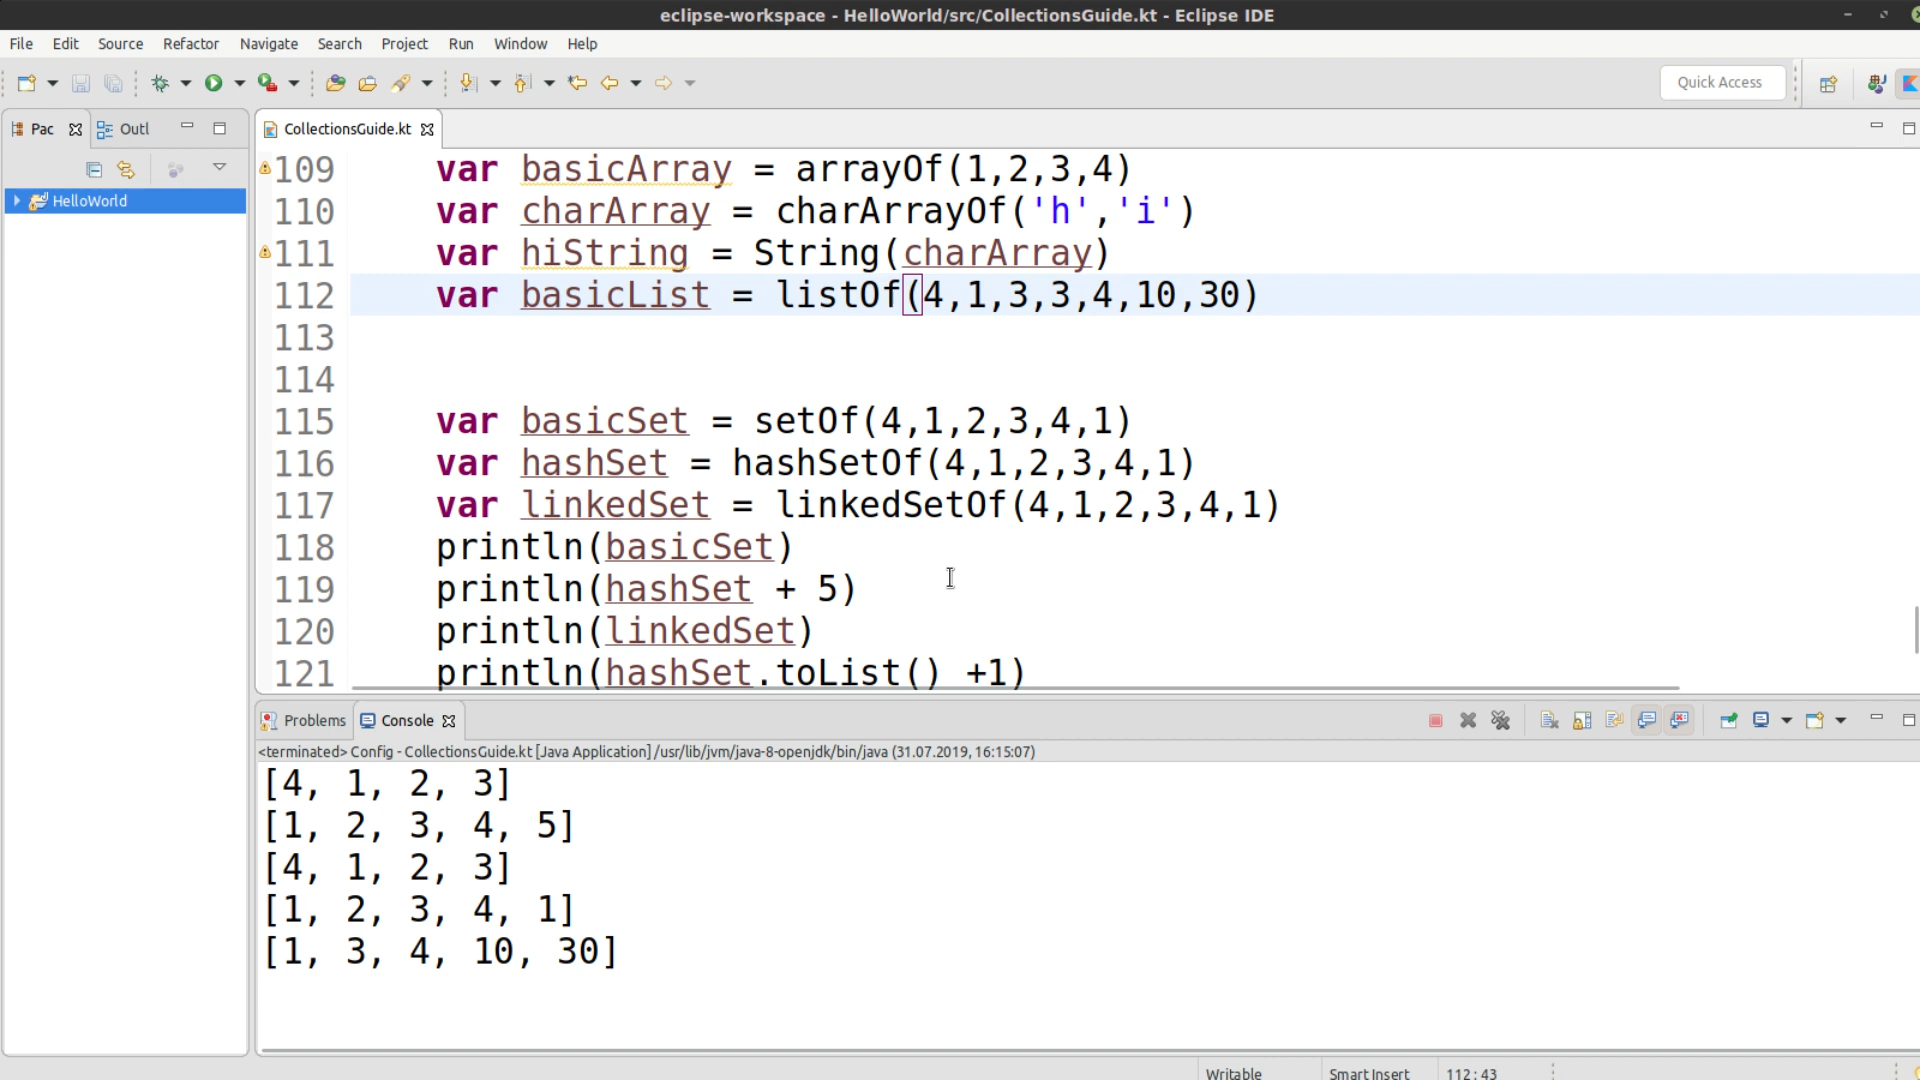 eclipse-workspace - HelloWorld/src/CollectionsGuide.kt - Eclipse IDE
File Edit Source Refactor Navigate Search Project Run Window Help
Quick Access
Pac Outl
HelloWorld
CollectionsGuide.kt
109 var basicArray = arrayOf(1,2,3,4)
110 var charArray = charArrayOf('h','i')
111 var hiString = String(charArray)
112 var basicList = listOf(4,1,3,3,4,10,30)
113
114
115 var basicSet = setOf(4,1,2,3,4,1)
116 var hashSet = hashSetOf(4,1,2,3,4,1)
117 var linkedSet = linkedSetOf(4,1,2,3,4,1)
118 println(basicSet)
119 println(hashSet + 5)
120 println(linkedSet)
121 println(hashSet.toList() +1)
Problems Console
<terminated> Config - CollectionsGuide.kt [Java Application] /usr/lib/jvm/java-8-openjdk/bin/java (31.07.2019, 16:15:07)
[4, 1, 2, 3]
[1, 2, 3, 4, 5]
[4, 1, 2, 3]
[1, 2, 3, 4, 1]
[1, 3, 4, 10, 30]
Writable Smart Insert 112 : 43